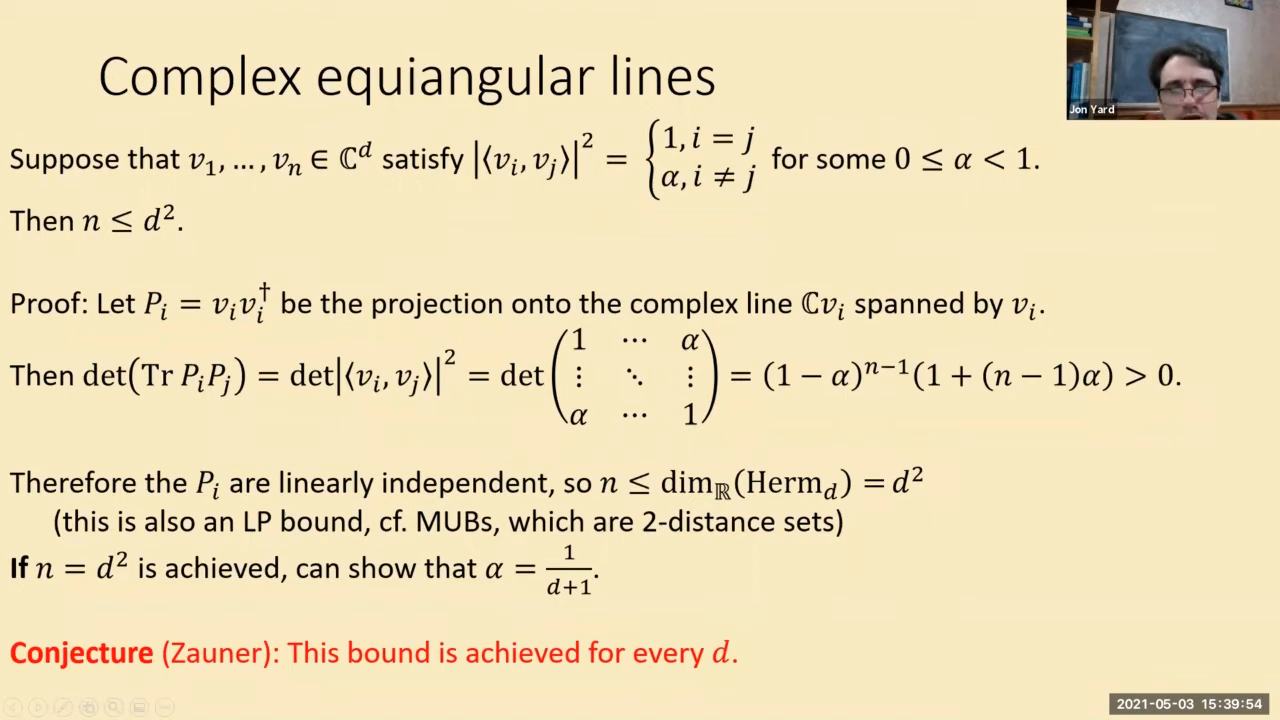 Complex equiangular lines
Jon Yard
Suppose that v₁, …, vₙ ∈ ℂᵈ satisfy |⟨vᵢ, vⱼ⟩|² = {1, i = j; α, i ≠ j for some 0 ≤ α < 1.
Then n ≤ d².
Proof: Let Pᵢ = vᵢvᵢ† be the projection onto the complex line ℂvᵢ spanned by vᵢ.
Then det(Tr PᵢPⱼ) = det|⟨vᵢ, vⱼ⟩|² = det(1 ⋯ α; ⋮ ⋱ ⋮; α ⋯ 1) = (1 − α)ⁿ⁻¹(1 + (n − 1)α) > 0.
Therefore the Pᵢ are linearly independent, so n ≤ dim_ℝ(Herm_d) = d²
(this is also an LP bound, cf. MUBs, which are 2-distance sets)
If n = d² is achieved, can show that α = 1/(d+1).
Conjecture (Zauner): This bound is achieved for every d.
2021-05-03 15:39:54